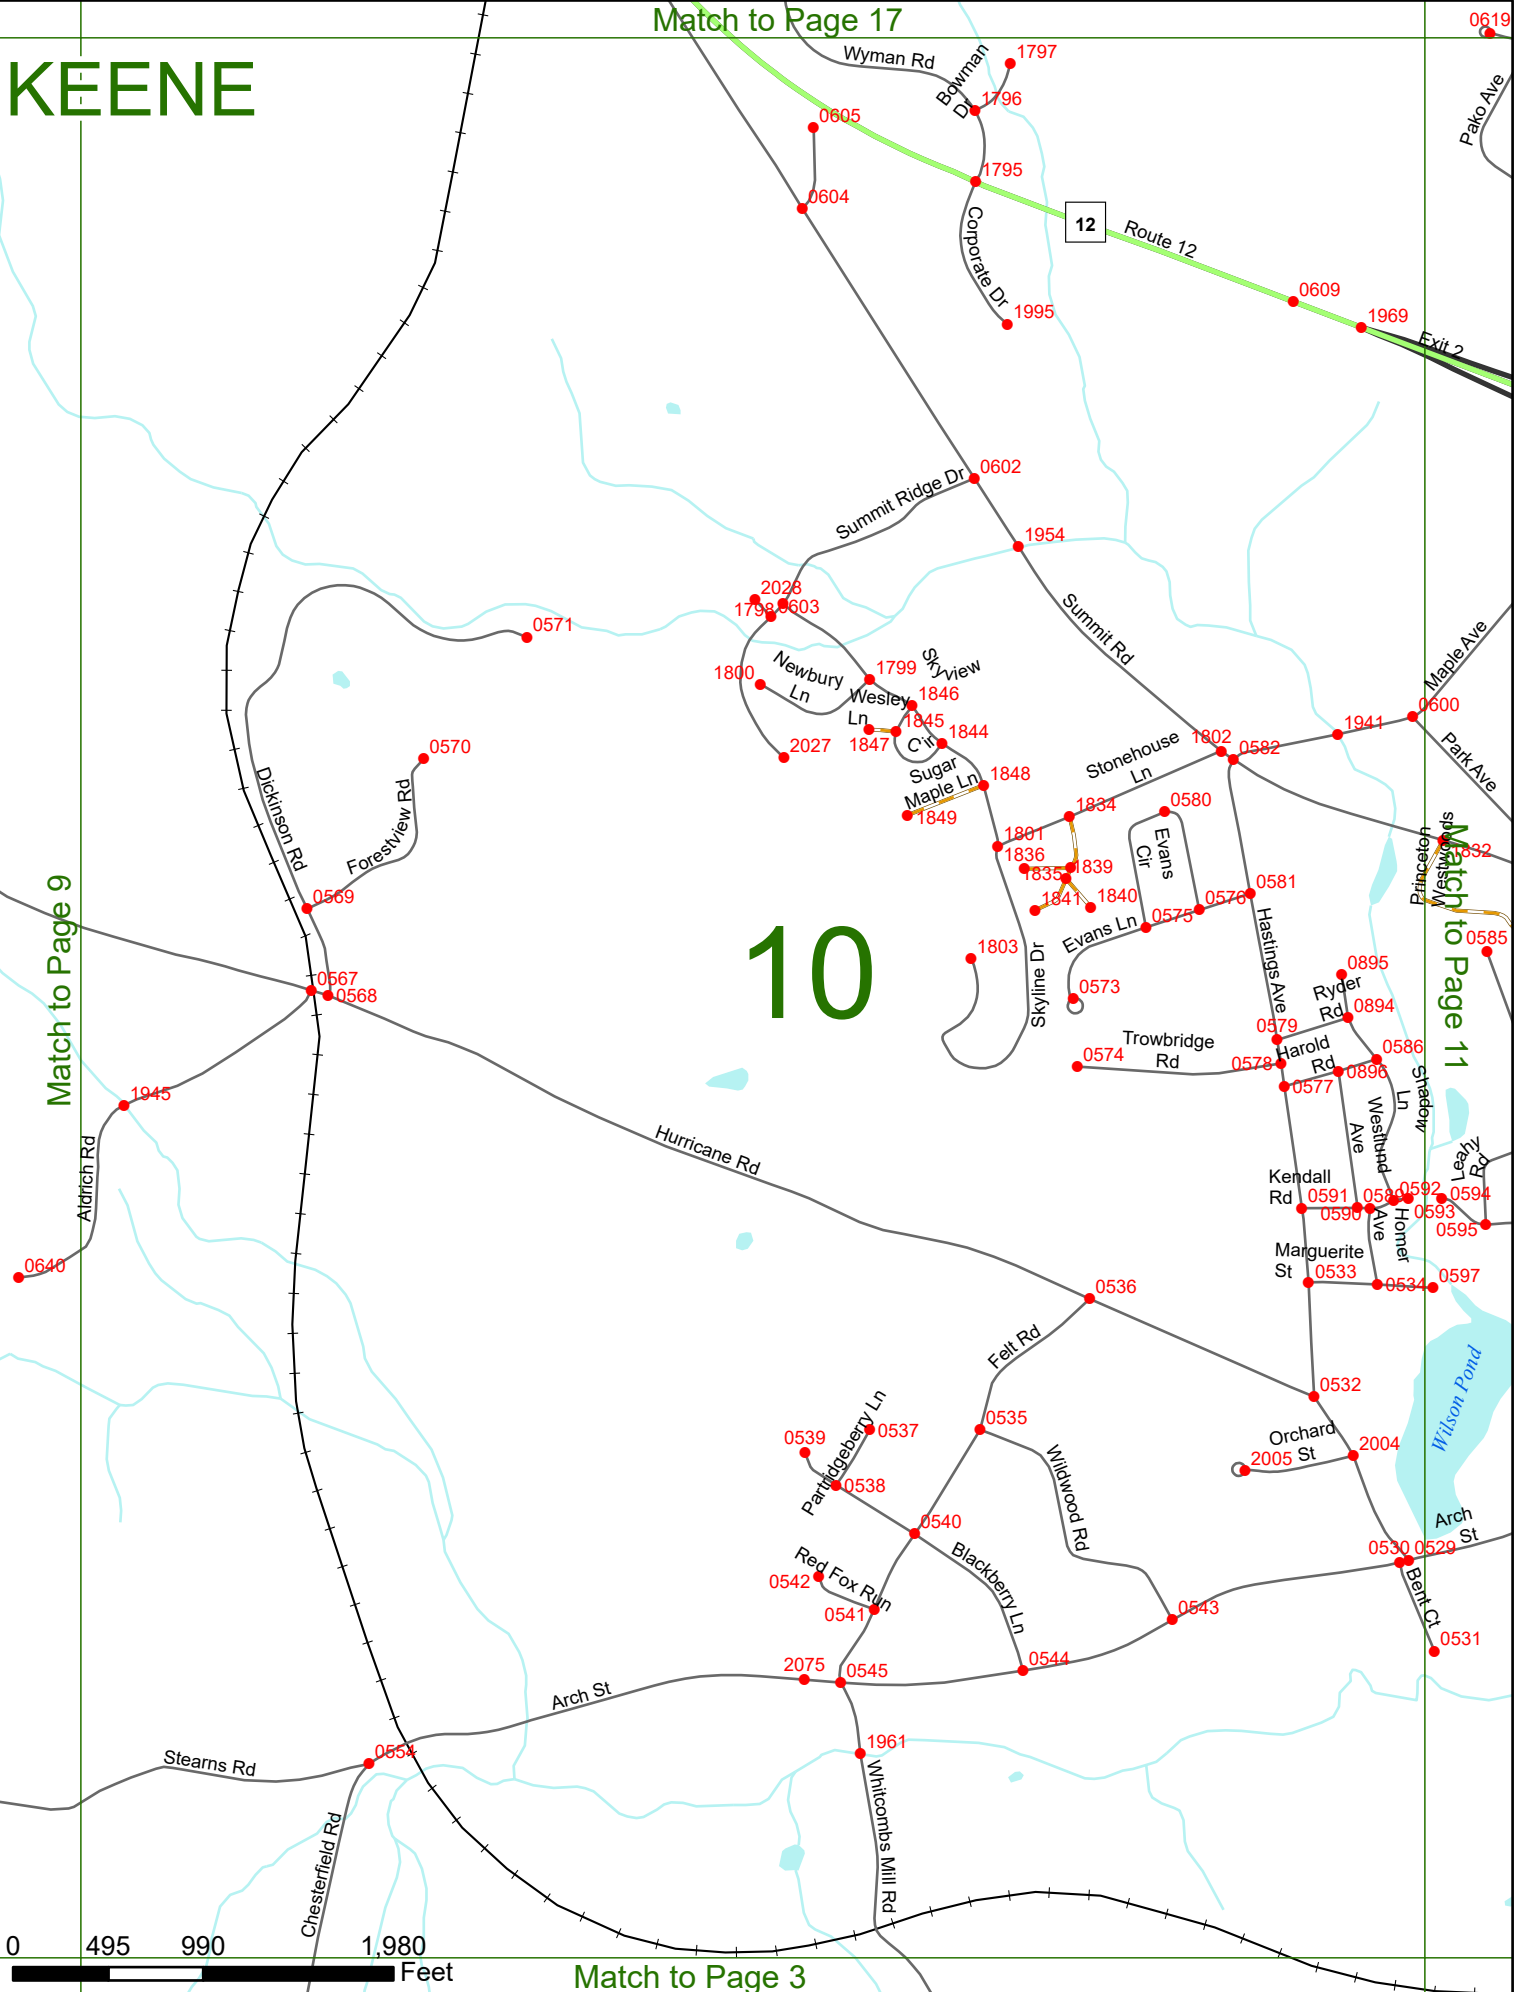 Match to Page 17
0619
KEENE
Wyman Rd
Bowman
Dr
1797
1796
Pako Ave
0605
1795
0604
Corporate Dr
12
Route 12
1995
0609
1969
Exit 2
0602
Summit Ridge Dr
1954
2028
1798
0603
Summit Rd
0571
Maple Ave
Newbury
Ln
1800
1799
Skyview
Cir
Wesley
Ln
1846
1845
1844
1847
0600
1941
1802
0582
2027
Park Ave
0570
Stonehouse
Ln
Sugar
Maple Ln
1848
1849
Dickinson Rd
Forestview Rd
1834
0580
1801
1836
1839
1835
1841
1840
Evans
Cir
Princeton
Westwoods
1832
Match to Page 11
0581
0576
0575
Evans Ln
Match to Page 9
0569
10
1803
Skyline Dr
0573
Hastings Ave
0895
Ryder
Rd
0894
0585
0567
0568
0579
Trowbridge
Rd
0574
0578
Harold
Rd
0586
0896
0577
Shadow
Ln
1945
Aldrich Rd
Hurricane Rd
Westlund
Ave
Leahy
Rd
Kendall
Rd
0591
0590
0589
0592
0593
0594
0595
Homer
Ave
Marguerite
St
0533
0534
0597
0640
0536
Felt Rd
Wilson Pond
0532
Partridgeberry Ln
0537
0539
0538
0535
Orchard
St
2004
2005
Wildwood Rd
0540
Arch
St
0530
0529
Red Fox Run
0542
0541
Blackberry Ln
Bent Ct
0543
0531
2075
0545
0544
Arch St
1961
0554
Stearns Rd
Whitcombs Mill Rd
Chesterfield Rd
0 495 990 1,980
Feet
Match to Page 3